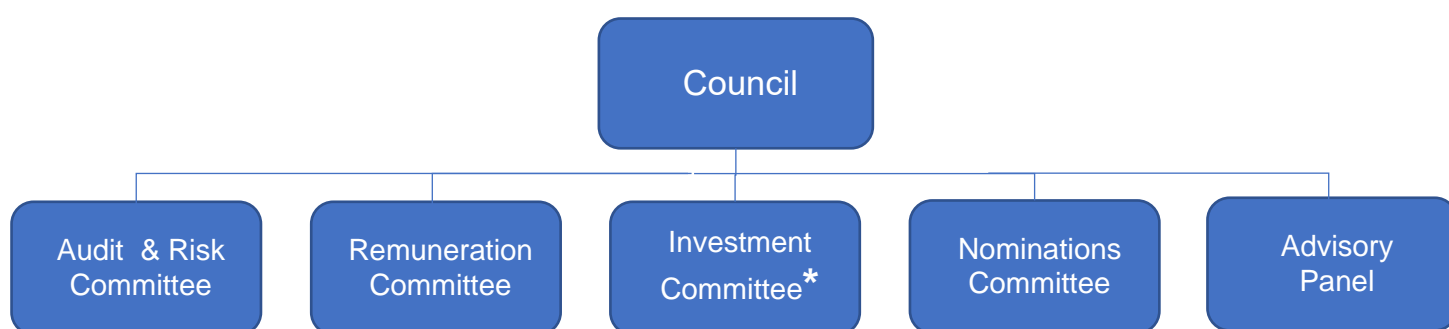 Council
Audit & Risk
Committee
Remuneration
Committee
Investment
Committee*
Nominations
Committee
Advisory
Panel